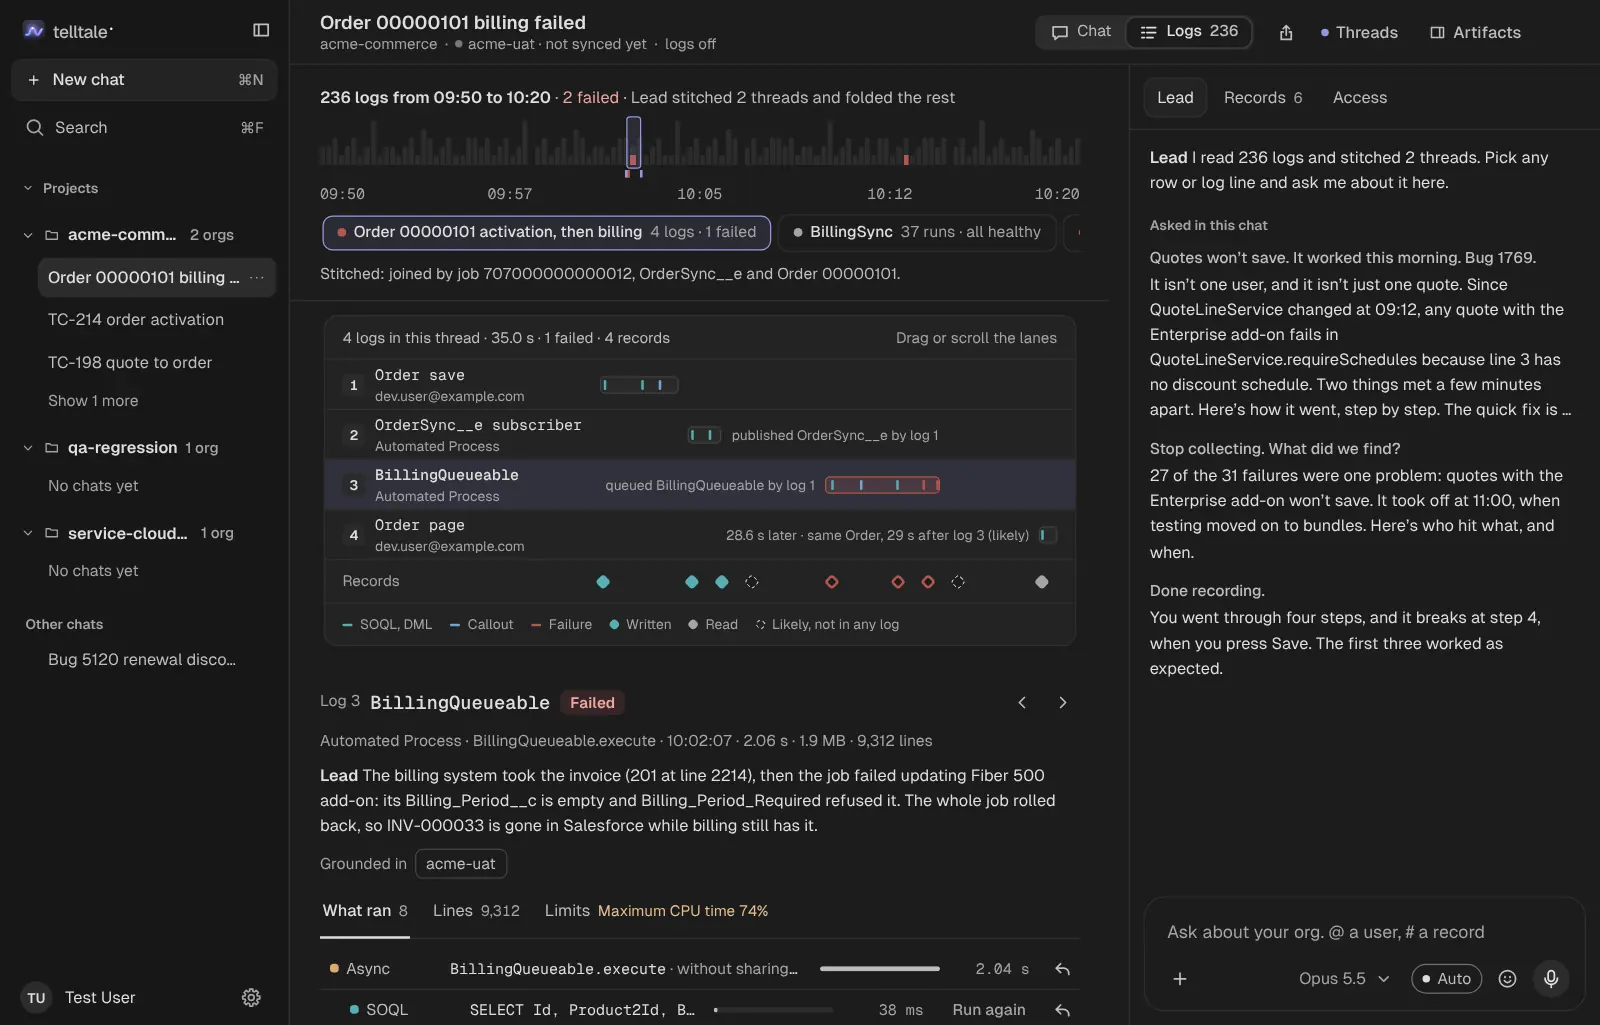 telltale
New chat ⌘N
Search ⌘F
Projects
acme-comm... 2 orgs
Order 00000101 billing ...
TC-214 order activation
TC-198 quote to order
Show 1 more
qa-regression 1 org
No chats yet
service-cloud... 1 org
No chats yet
Other chats
Bug 5120 renewal disco...
TU Test User
Order 00000101 billing failed
acme-commerce · acme-uat · not synced yet · logs off
Chat
Logs 236
Threads
Artifacts
236 logs from 09:50 to 10:20 · 2 failed · Lead stitched 2 threads and folded the rest
09:50 09:57 10:05 10:12 10:20
Order 00000101 activation, then billing 4 logs · 1 failed
BillingSync 37 runs · all healthy
Stitched: joined by job 707000000000012, OrderSync__e and Order 00000101.
4 logs in this thread · 35.0 s · 1 failed · 4 records
Drag or scroll the lanes
1 Order save
dev.user@example.com
2 OrderSync__e subscriber
Automated Process
published OrderSync__e by log 1
3 BillingQueueable
Automated Process
queued BillingQueueable by log 1
4 Order page
dev.user@example.com
28.6 s later · same Order, 29 s after log 3 (likely)
Records
SOQL, DML Callout Failure Written Read Likely, not in any log
Log 3 BillingQueueable Failed
Automated Process · BillingQueueable.execute · 10:02:07 · 2.06 s · 1.9 MB · 9,312 lines
Lead The billing system took the invoice (201 at line 2214), then the job failed updating Fiber 500
add-on: its Billing_Period__c is empty and Billing_Period_Required refused it. The whole job rolled
back, so INV-000033 is gone in Salesforce while billing still has it.
Grounded in acme-uat
What ran 8
Lines 9,312
Limits Maximum CPU time 74%
Async BillingQueueable.execute · without sharing... 2.04 s
SOQL SELECT Id, Product2Id, B... 38 ms Run again
Lead
Records 6
Access
Lead I read 236 logs and stitched 2 threads. Pick any
row or log line and ask me about it here.
Asked in this chat
Quotes won’t save. It worked this morning. Bug 1769.
It isn’t one user, and it isn’t just one quote. Since
QuoteLineService changed at 09:12, any quote with the
Enterprise add-on fails in
QuoteLineService.requireSchedules because line 3 has
no discount schedule. Two things met a few minutes
apart. Here’s how it went, step by step. The quick fix is ...
Stop collecting. What did we find?
27 of the 31 failures were one problem: quotes with the
Enterprise add-on won’t save. It took off at 11:00, when
testing moved on to bundles. Here’s who hit what, and
when.
Done recording.
You went through four steps, and it breaks at step 4,
when you press Save. The first three worked as
expected.
Ask about your org. @ a user, # a record
Opus 5.5
Auto